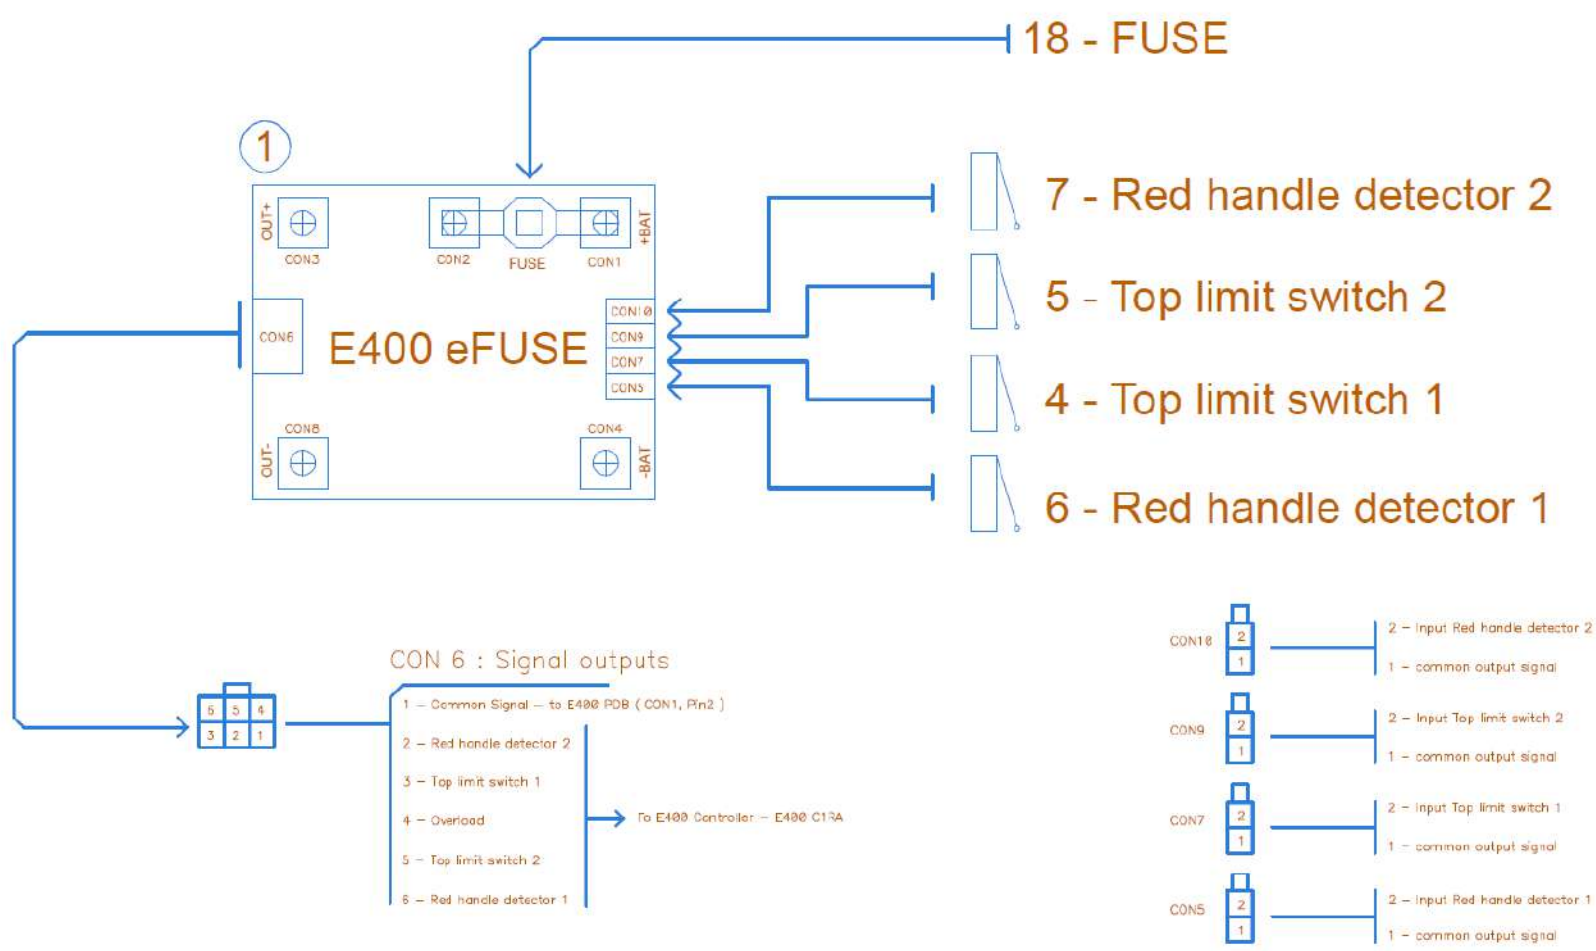 18 - FUSE
1
OUT+
CON3
CON2
FUSE
CON1
+BAT
7 - Red handle detector 2
5 - Top limit switch 2
4 - Top limit switch 1
6 - Red handle detector 1
CON6
E400 eFUSE
CON10
CON9
CON7
CON5
OUT-
CON8
CON4
-BAT
CON 6 : Signal outputs
6 5 4
3 2 1
1 - Common Signal - to E400 PDB ( CON1, Pin2 )
2 - Red handle detector 2
3 - Top limit switch 1
4 - Overload
5 - Top limit switch 2
6 - Red handle detector 1
To E400 Controller - E400
CON10
2
1
2 - Input Red handle detector 2
1 - common output signal
CON9
2
1
2 - Input Top limit switch 2
1 - common output signal
CON7
2
1
2 - Input Top limit switch 1
1 - common output signal
CON5
2
1
2 - Input Red handle detector 1
1 - common output signal